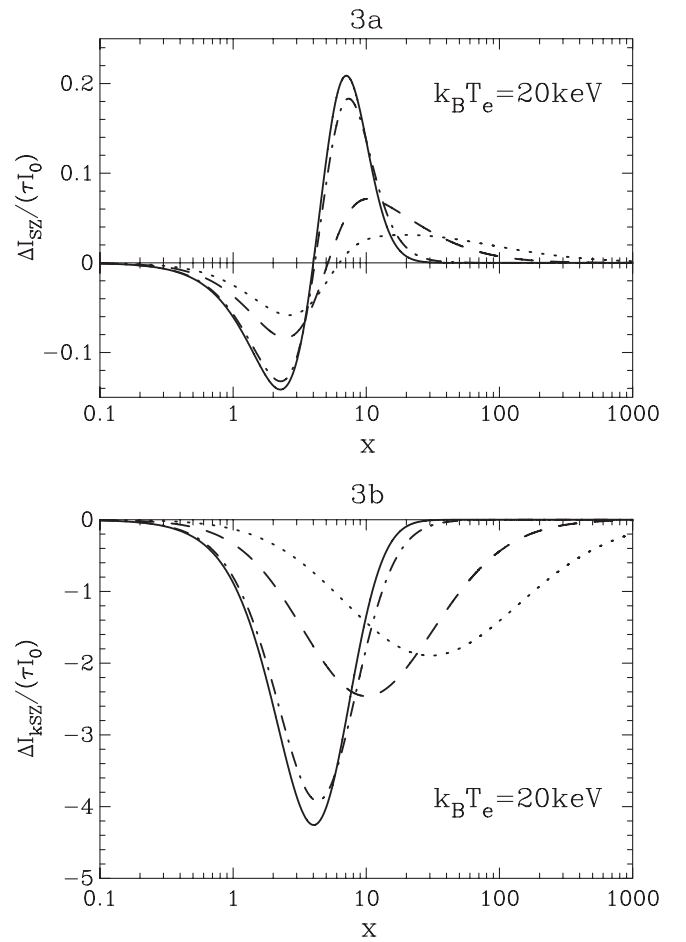 3a
k_BT_e=20keV
ΔI_SZ/(τI_0)
0.2
0.1
0
−0.1
0.1 1 10 100 1000
x
3b
ΔI_kSZ/(τI_0)
0
−1
−2
−3
−4
−5
k_BT_e=20keV
0.1 1 10 100 1000
x